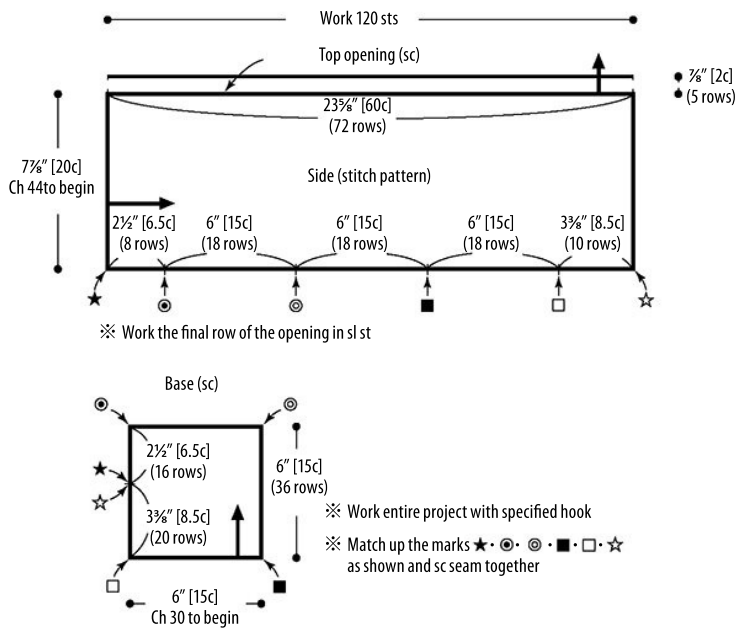 Work 120 sts
Top opening (sc)
⅞” [2c]
(5 rows)
23⅝” [60c]
(72 rows)
7⅞” [20c]
Ch 44to begin
Side (stitch pattern)
2½” [6.5c]
(8 rows)
6” [15c]
(18 rows)
6” [15c]
(18 rows)
6” [15c]
(18 rows)
3⅜” [8.5c]
(10 rows)
※ Work the final row of the opening in sl st
Base (sc)
2½” [6.5c]
(16 rows)
6” [15c]
(36 rows)
3⅜” [8.5c]
(20 rows)
6” [15c]
Ch 30 to begin
※ Work entire project with specified hook
※ Match up the marks ★・◉・◎・■・□・☆
as shown and sc seam together